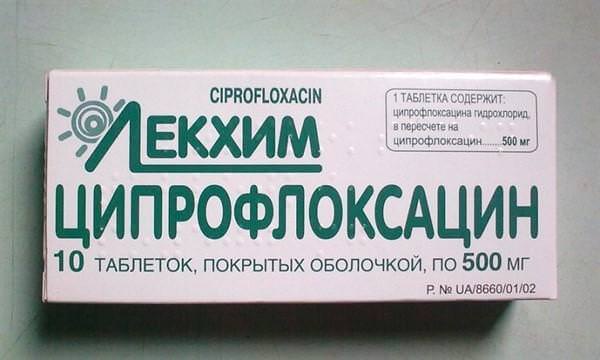 CIPROFLOXACIN
ЛЕКХИМ
1 ТАБЛЕТКА СОДЕРЖИТ:
ципрофлоксацина гидрохлорид,
в пересчете на
ципрофлоксацин.......500 мг
ЦИПРОФЛОКСАЦИН
10 ТАБЛЕТОК, ПОКРЫТЫХ ОБОЛОЧКОЙ, ПО 500 МГ
Р. № UA/8660/01/02